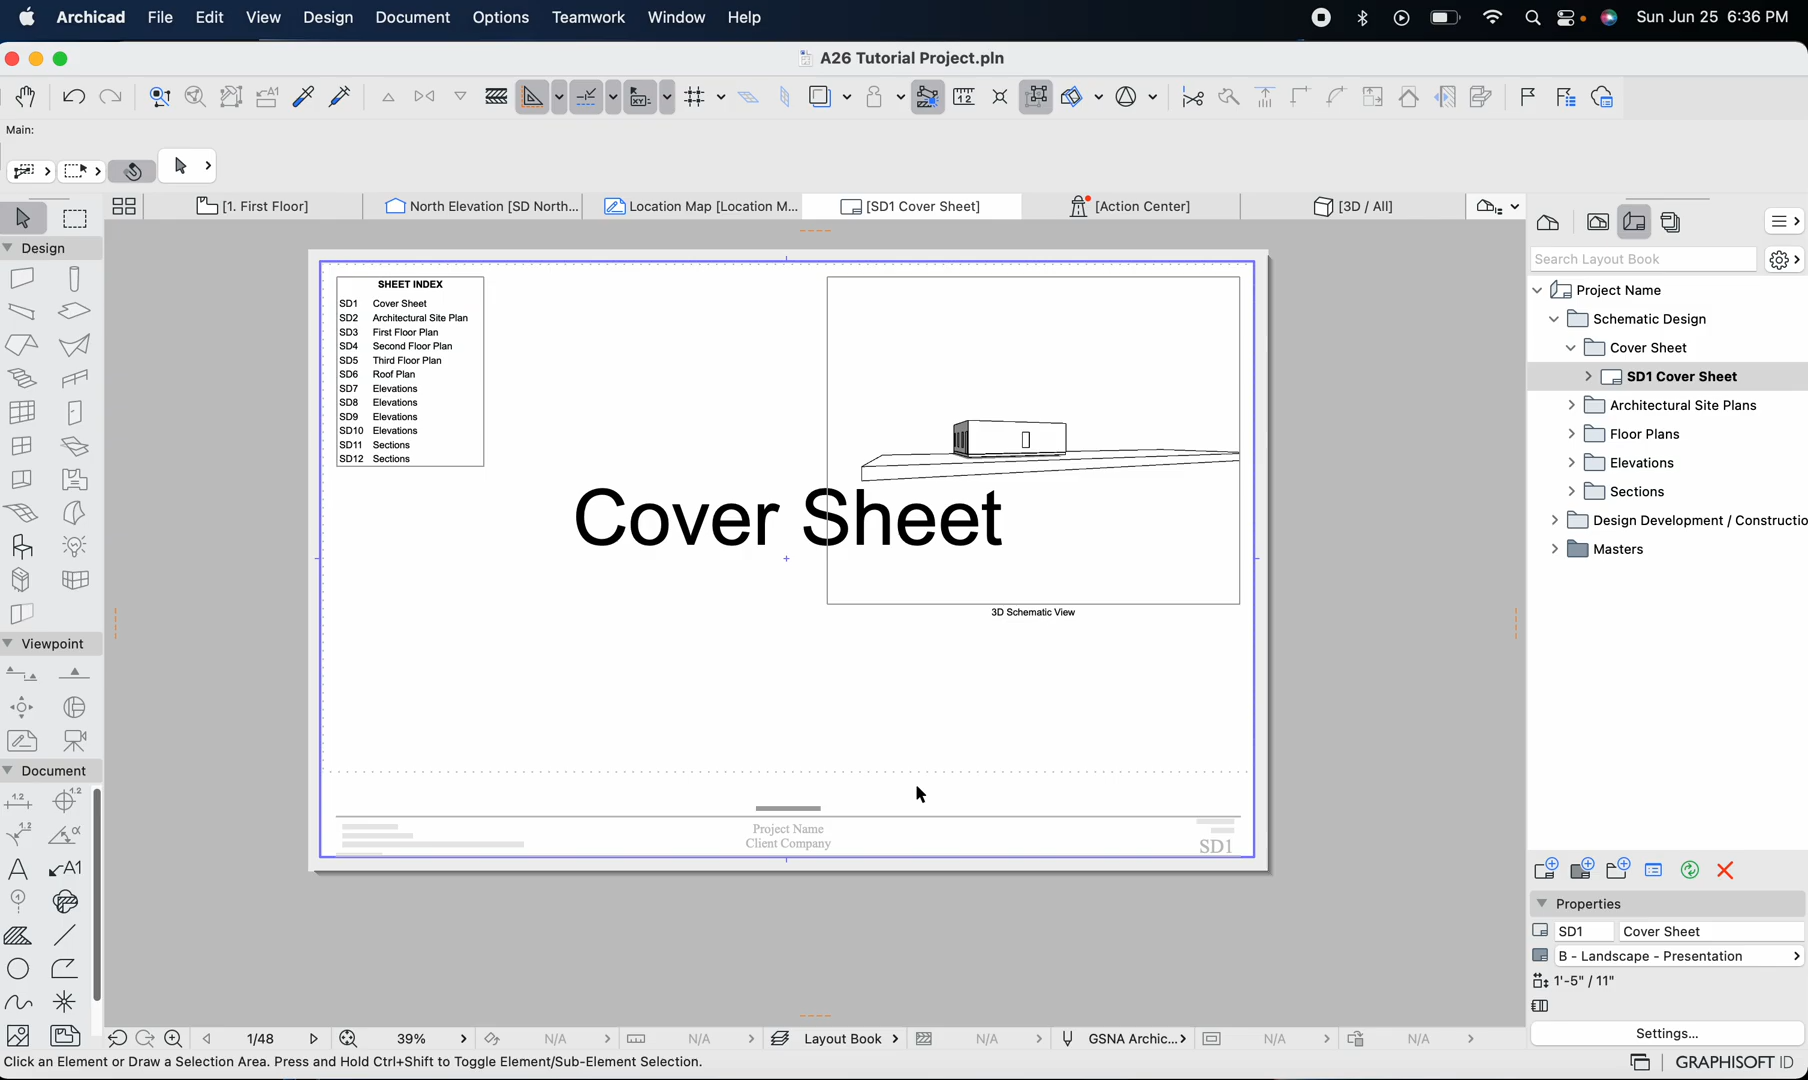 Archicad File Edit View Design Document Options Teamwork Window Help Sun Jun 25 6:36 PM
A26 Tutorial Project.pln
Main:
[1. First Floor] North Elevation [SD North... Location Map [Location M... [SD1 Cover Sheet] [Action Center] [3D / All]
Design
Viewpoint
Document
SHEET INDEX
SD1 Cover Sheet
SD2 Architectural Site Plan
SD3 First Floor Plan
SD4 Second Floor Plan
SD5 Third Floor Plan
SD6 Roof Plan
SD7 Elevations
SD8 Elevations
SD9 Elevations
SD10 Elevations
SD11 Sections
SD12 Sections
Cover Sheet
3D Schematic View
Project Name
Client Company
SD1
Search Layout Book
Project Name
Schematic Design
Cover Sheet
SD1 Cover Sheet
Architectural Site Plans
Floor Plans
Elevations
Sections
Design Development / Constructio
Masters
Properties
SD1 Cover Sheet
B - Landscape - Presentation
1'-5" / 11"
Settings...
1/48 39% N/A N/A Layout Book N/A GSNA Archic... N/A N/A
Click an Element or Draw a Selection Area. Press and Hold Ctrl+Shift to Toggle Element/Sub-Element Selection.
GRAPHISOFT ID